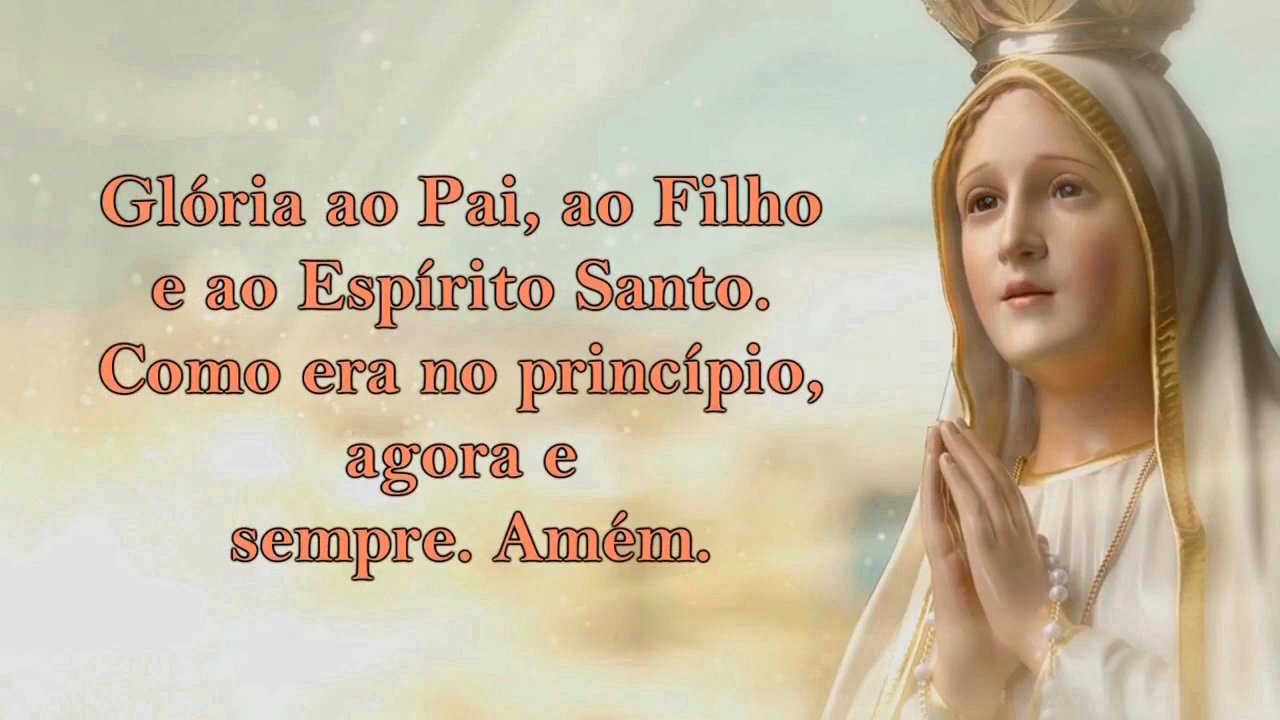 Glória ao Pai, ao Filho
e ao Espírito Santo.
Como era no princípio,
agora e
sempre. Amém.